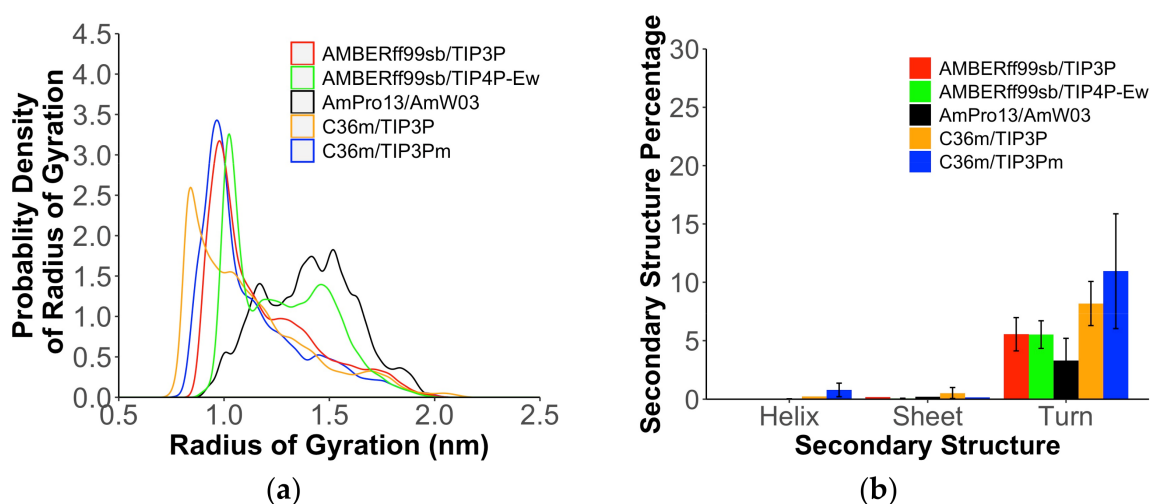 Probablity Density
of Radius of Gyration
4.5
4.0
3.5
3.0
2.5
2.0
1.5
1.0
0.5
0.0
0.5
1.0
1.5
2.0
2.5
Radius of Gyration (nm)
AMBERff99sb/TIP3P
AMBERff99sb/TIP4P-Ew
AmPro13/AmW03
C36m/TIP3P
C36m/TIP3Pm
(a)
Secondary Structure Percentage
30
25
20
15
10
5
0
AMBERff99sb/TIP3P
AMBERff99sb/TIP4P-Ew
AmPro13/AmW03
C36m/TIP3P
C36m/TIP3Pm
Helix
Sheet
Turn
Secondary Structure
(b)